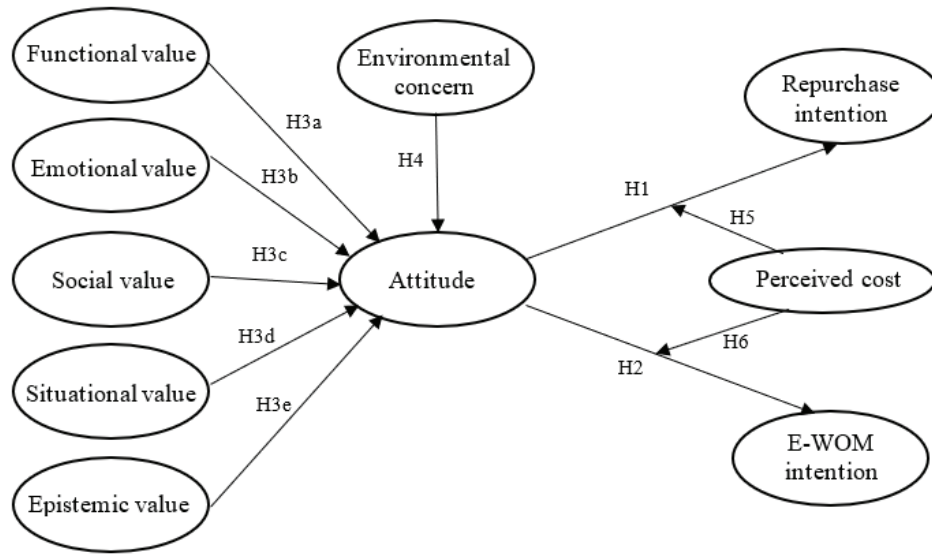 Functional value
Environmental
concern
Repurchase
intention
H3a
Emotional value
H3b
H4
H1
H5
Social value
H3c
Attitude
Perceived cost
H3d
H6
H2
Situational value
H3e
E-WOM
intention
Epistemic value